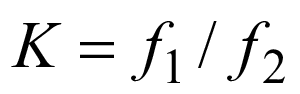 K = f₁ / f₂